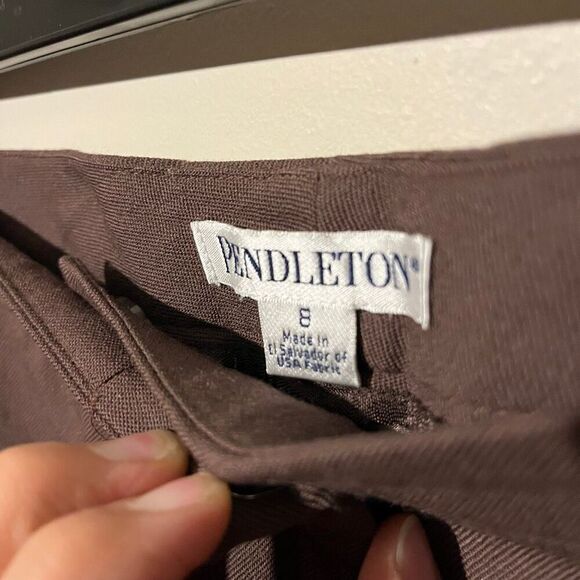 PENDLETON®
8
Made in
El Salvador of
USA Fabric